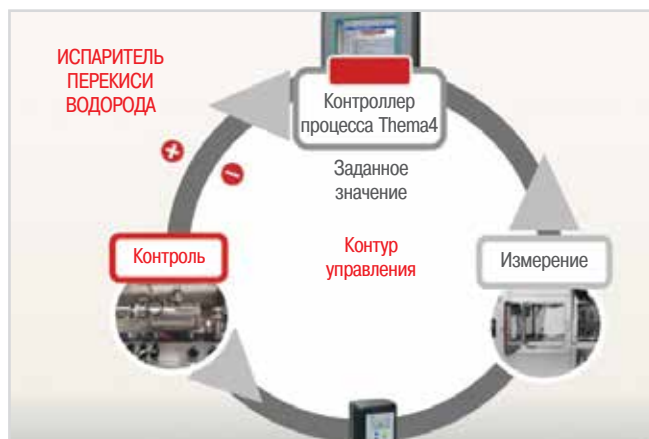 ИСПАРИТЕЛЬ
ПЕРЕКИСИ
ВОДОРОДА
Контроллер
процесса Thema4
Заданное
значение
Контур
управления
Контроль
Измерение